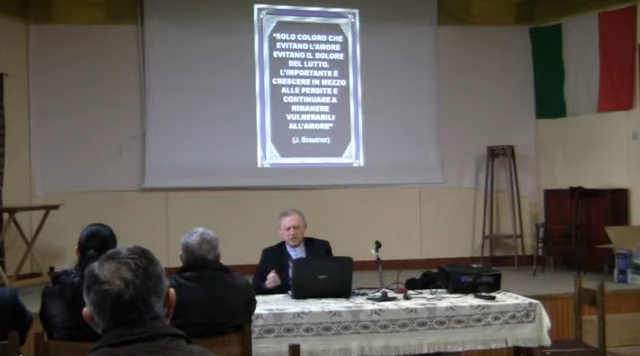 "SOLO COLORO CHE
EVITANO L'AMORE
EVITANO IL DOLORE
DEL LUTTO.
L'IMPORTANTE È
CRESCERE IN MEZZO
ALLE PERDITE E
CONTINUARE A
RIMANERE
VULNERABILI
ALL'AMORE"
(J. Brautner)